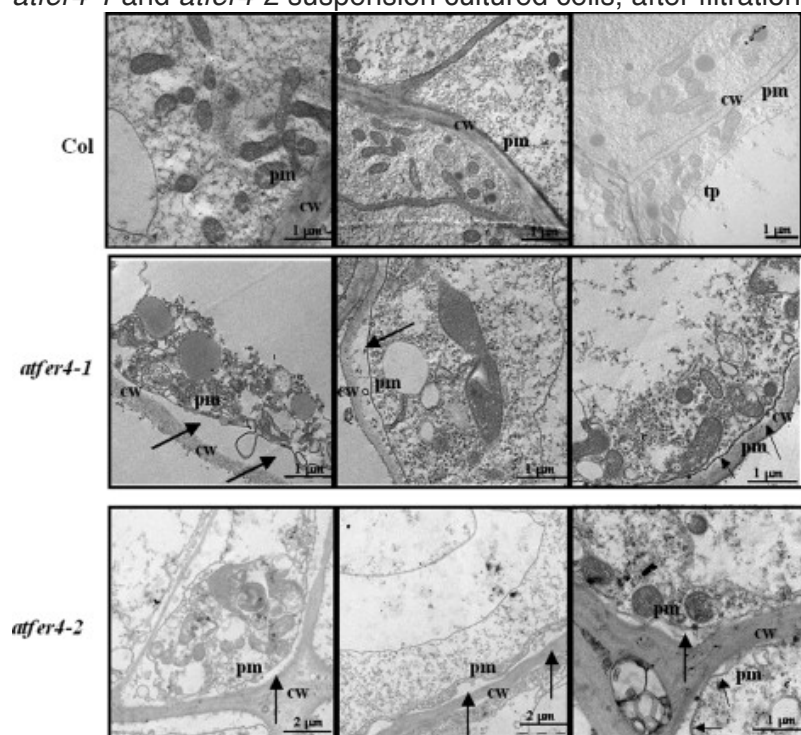 atfer4-1 and atfer4-2 suspension cultured cells, after filtration
Col
pm
cw
1 μm
cw
pm
1 μm
cw
pm
tp
1 μm
atfer4-1
cw
pm
cw
1 μm
cw
pm
1 μm
cw
pm
1 μm
atfer4-2
pm
cw
2 μm
pm
cw
2 μm
pm
cw
pm
1 μm